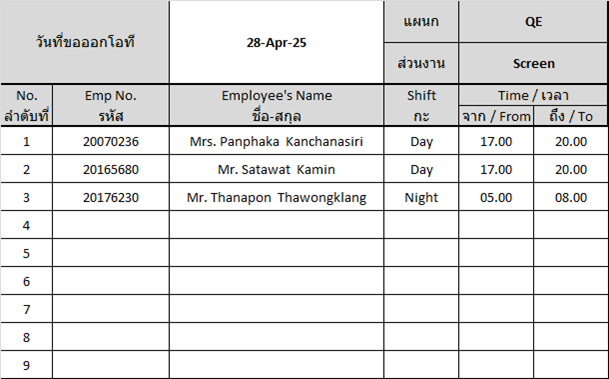 วันที่ขอออกโอที 28-Apr-25 แผนก QE
ส่วนงาน Screen
No. Emp No. Employee's Name Shift Time / เวลา
ลำดับที่ รหัส ชื่อ-สกุล กะ จาก / From ถึง / To
1 20070236 Mrs. Panphaka Kanchanasiri Day 17.00 20.00
2 20165680 Mr. Satawat Kamin Day 17.00 20.00
3 20176230 Mr. Thanapon Thawongklang Night 05.00 08.00
4
5
6
7
8
9